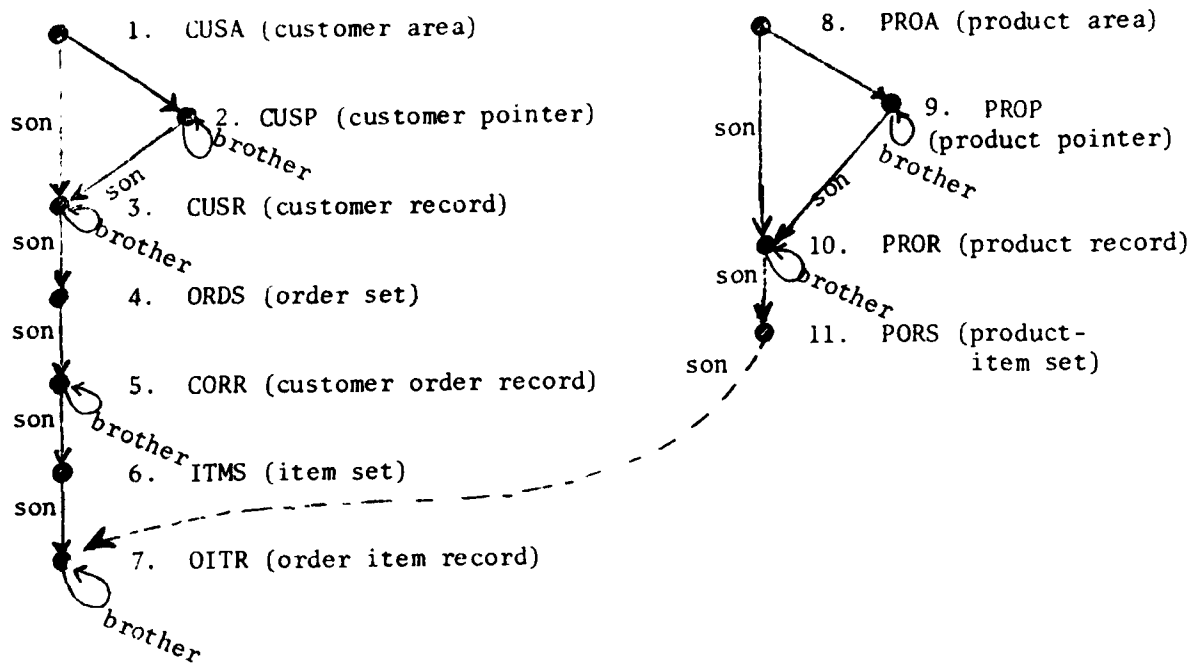 1. CUSA (customer area)
son
2. CUSP (customer pointer)
brother
son
3. CUSR (customer record)
brother
son
4. ORDS (order set)
son
5. CORR (customer order record)
brother
son
6. ITMS (item set)
son
7. OITR (order item record)
brother
8. PROA (product area)
son
9. PROP
(product pointer)
brother
son
10. PROR (product record)
brother
son
11. PORS (product-
item set)
son